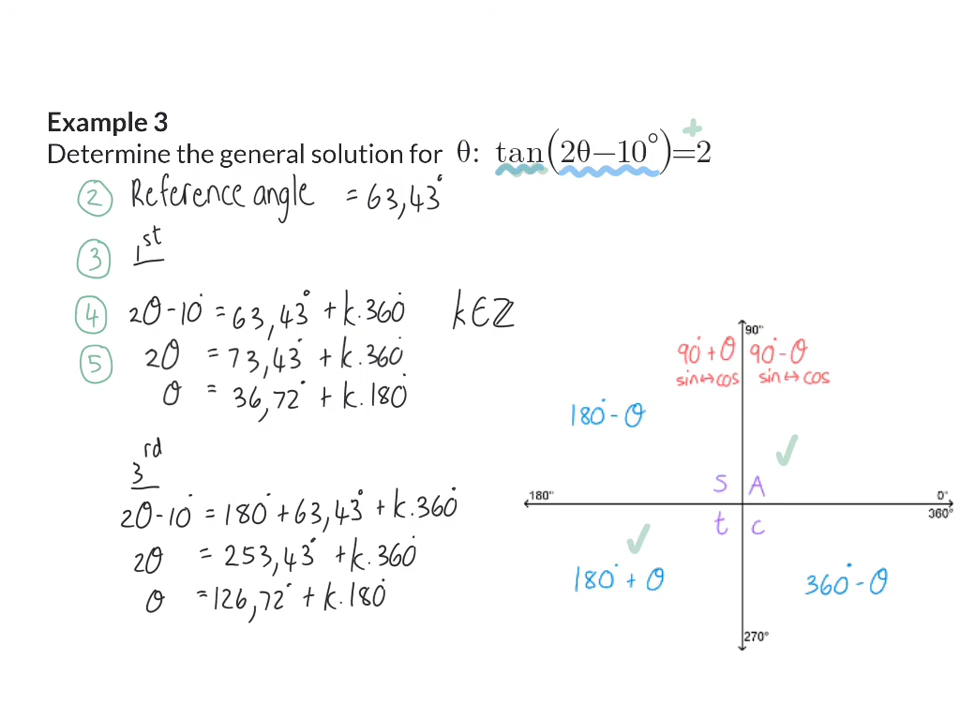 Example 3
Determine the general solution for θ: tan(2θ−10°)=2
+
② Reference angle = 63,43°
③ 1st
④ 2θ-10° = 63,43° + k.360° k∈Z
⑤ 2θ = 73,43° + k.360°
θ = 36,72° + k.180°
3rd
2θ-10° = 180° + 63,43° + k.360°
2θ = 253,43° + k.360°
θ = 126,72° + k.180°
90°
90°+θ 90°-θ
sin↔cos sin↔cos
180°-θ ✓
S A
180° 0°
360°
t c
✓
180°+θ 360°-θ
270°